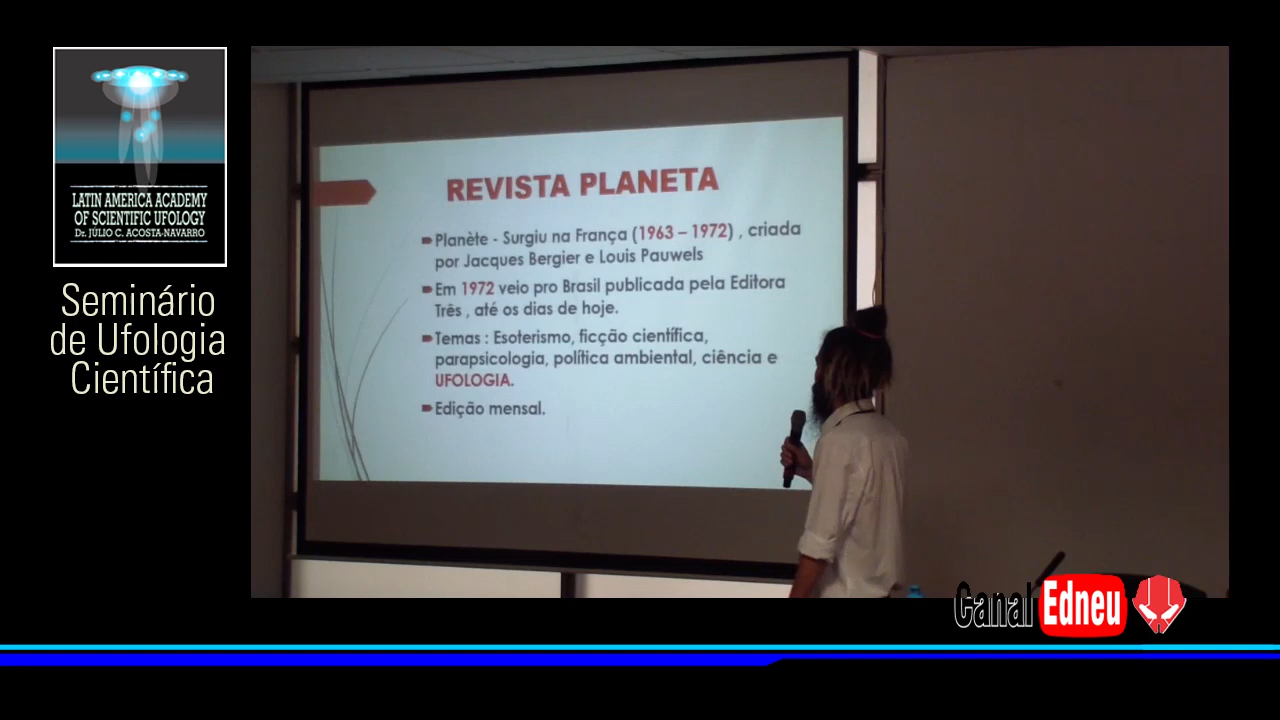 LATIN AMERICA ACADEMY
OF SCIENTIFIC UFOLOGY
Dr. JÚLIO C. ACOSTA-NAVARRO
Seminário
de Ufologia
Científica
REVISTA PLANETA
Planète - Surgiu na França (1963 – 1972) , criada
por Jacques Bergier e Louis Pauwels
Em 1972 veio pro Brasil publicada pela Editora
Três , até os dias de hoje.
Temas : Esoterismo, ficção científica,
parapsicologia, política ambiental, ciência e
UFOLOGIA.
Edição mensal.
Canal Edneu